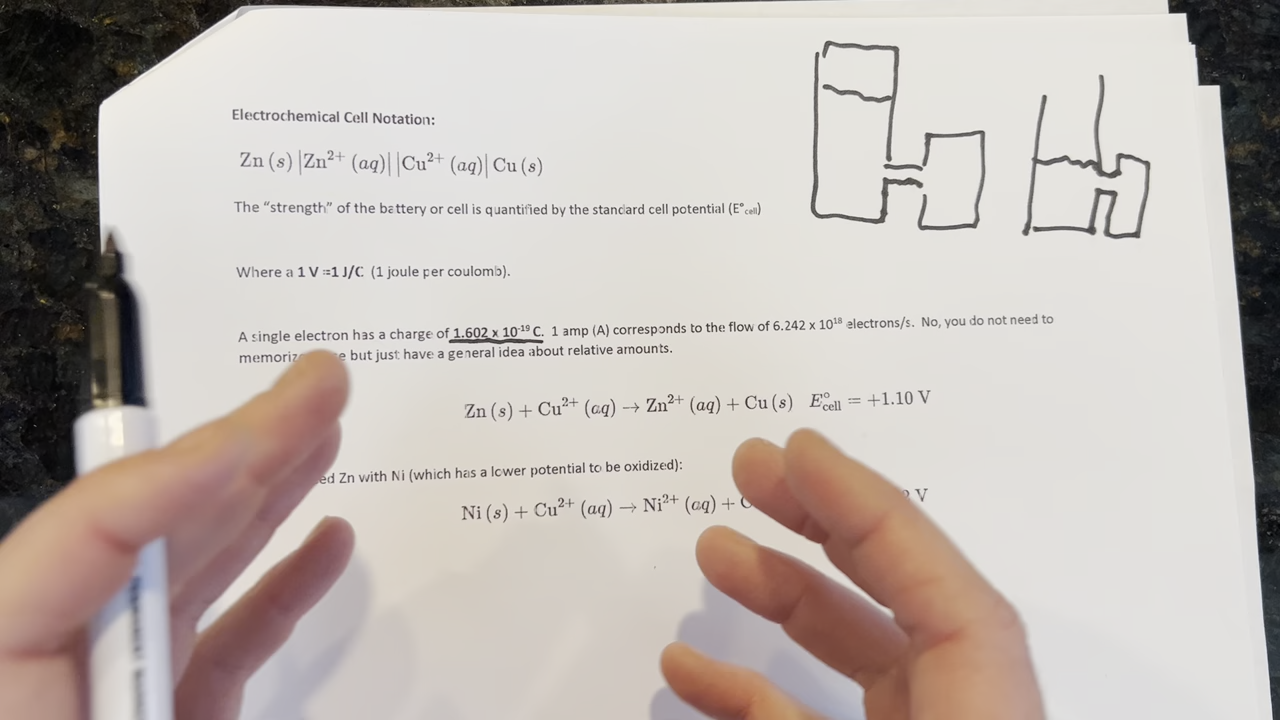 Electrochemical Cell Notation:
Zn (s) |Zn²⁺ (aq)| |Cu²⁺ (aq)| Cu (s)
The “strength” of the battery or cell is quantified by the standard cell potential (E°cell)
Where a 1 V =1 J/C (1 joule per coulomb).
A single electron has a charge of 1.602 x 10⁻¹⁹ C. 1 amp (A) corresponds to the flow of 6.242 x 10¹⁸ electrons/s. No, you do not need to
but just have a general idea about relative amounts.
Zn (s) + Cu²⁺ (aq) → Zn²⁺ (aq) + Cu (s) E°cell = +1.10 V
Zn with Ni (which has a lower potential to be oxidized):
Ni (s) + Cu²⁺ (aq) → Ni²⁺ (aq) + V